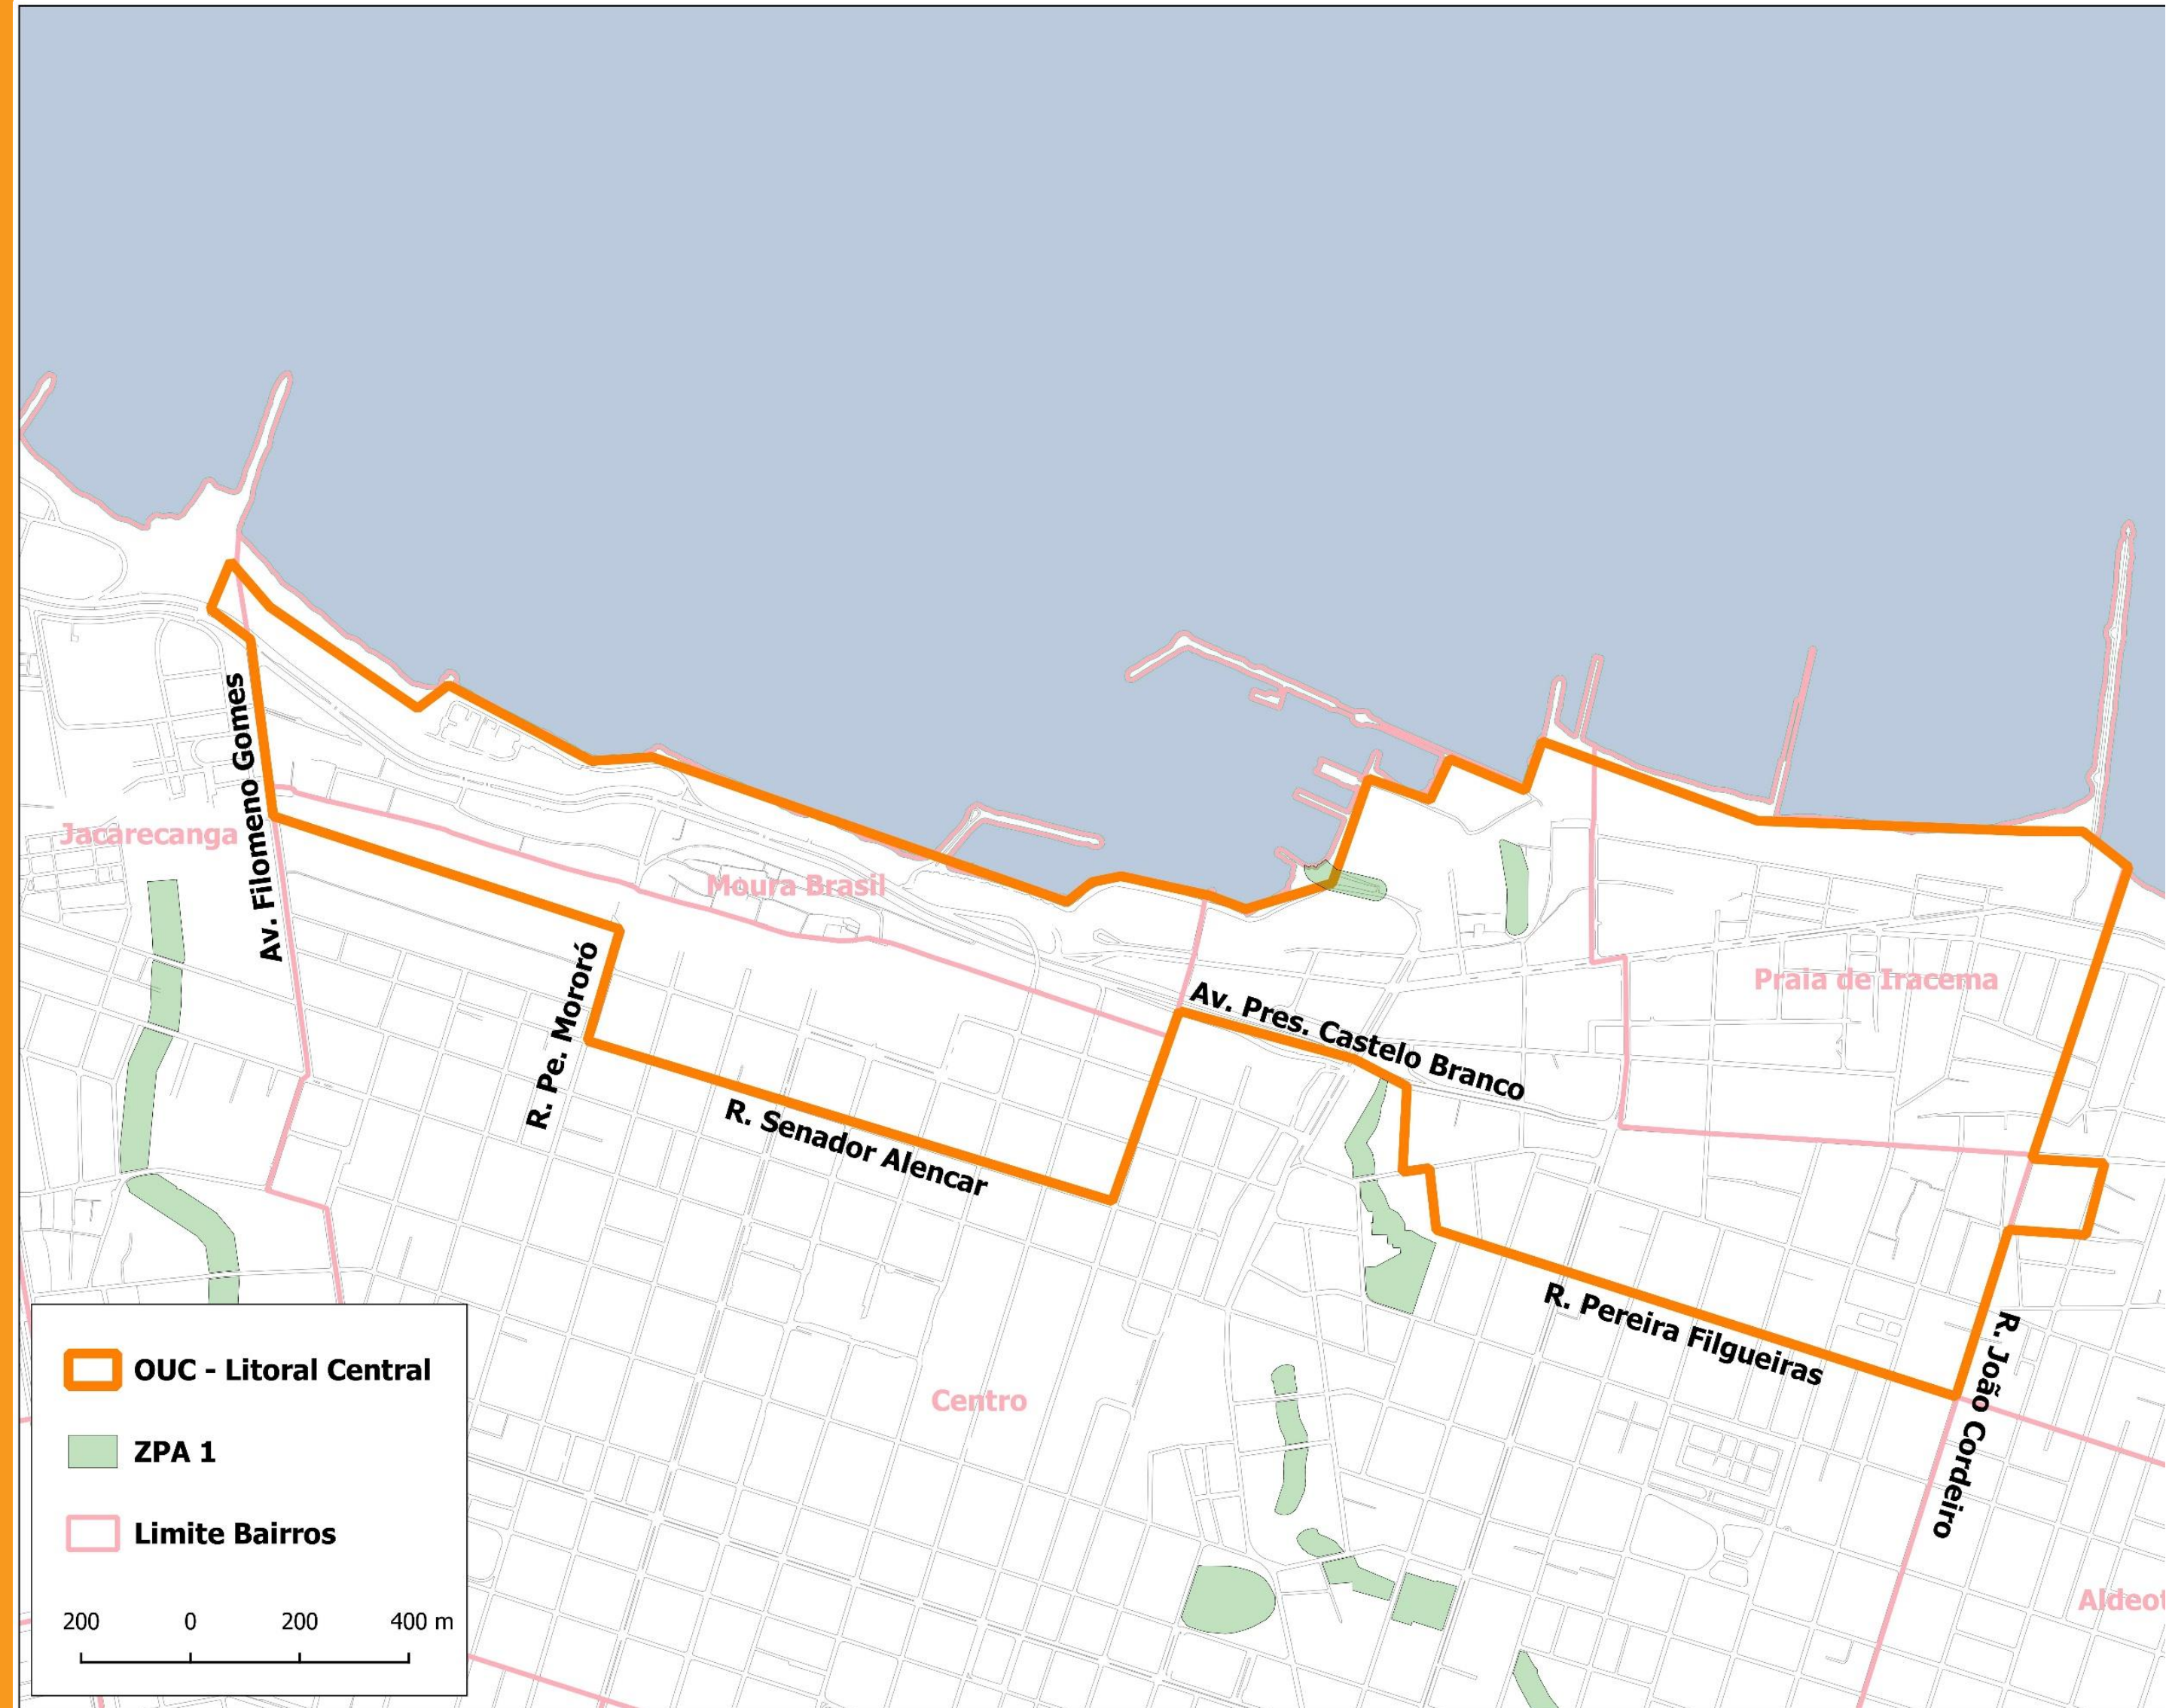 Av. Filomeno Gomes
Jacarecanga
Moura Brasil
R. Pe. Mororó
Praia de Iracema
Av. Pres. Castelo Branco
R. Senador Alencar
R. Pereira Filgueiras
R. João Cordeiro
Centro
Aldeot
OUC - Litoral Central
ZPA 1
Limite Bairros
200 0 200 400 m